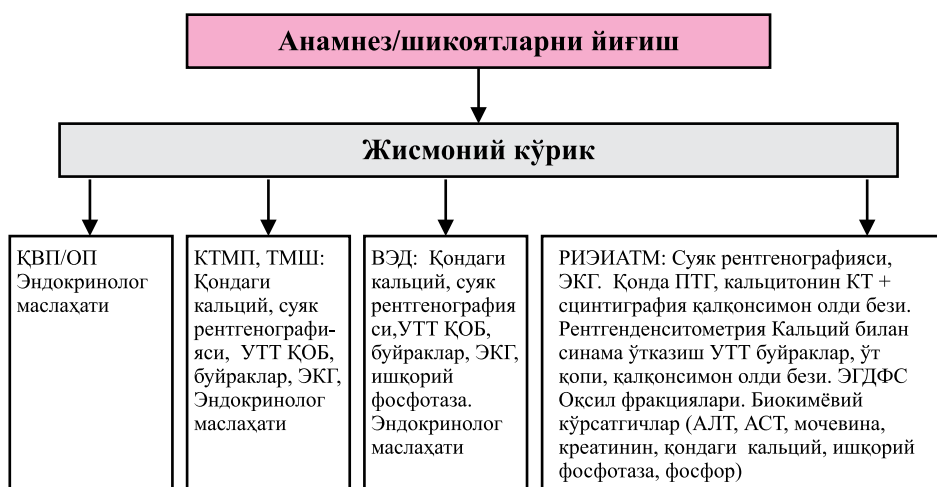 Анамнез/шикоятларни йиғиш
Жисмоний кўрик
ҚВП/ОП
Эндокринолог
маслаҳати
КТМП, ТМШ:
Қондаги
кальций, суяк
рентгенографи-
яси, УТТ ҚОБ,
буйраклар, ЭКГ,
Эндокринолог
маслаҳати
ВЭД: Қондаги
кальций, суяк
рентгенография
си,УТТ ҚОБ,
буйраклар, ЭКГ,
ишқорий
фосфотаза.
Эндокринолог
маслаҳати
РИЭИАТМ: Суяк рентгенографияси,
ЭКГ. Қонда ПТГ, кальцитонин КТ +
сцинтиграфия қалқонсимон олди бези.
Рентгенденситометрия Кальций билан
синама ўтказиш УТТ буйраклар, ўт
қопи, қалқонсимон олди бези. ЭГДФС
Оқсил фракциялари. Биокимёвий
кўрсатгичлар (АЛТ, АСТ, мочевина,
креатинин, қондаги кальций, ишқорий
фосфотаза, фосфор)